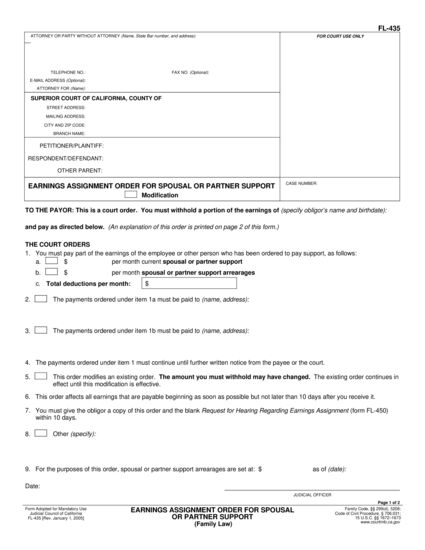 FL-435
ATTORNEY OR PARTY WITHOUT ATTORNEY (Name, State Bar number, and address):
FOR COURT USE ONLY
TELEPHONE NO.: FAX NO. (Optional):
E-MAIL ADDRESS (Optional):
ATTORNEY FOR (Name):
SUPERIOR COURT OF CALIFORNIA, COUNTY OF
STREET ADDRESS:
MAILING ADDRESS:
CITY AND ZIP CODE:
BRANCH NAME:
PETITIONER/PLAINTIFF:
RESPONDENT/DEFENDANT:
OTHER PARENT:
EARNINGS ASSIGNMENT ORDER FOR SPOUSAL OR PARTNER SUPPORT
Modification
CASE NUMBER:
TO THE PAYOR: This is a court order. You must withhold a portion of the earnings of (specify obligor's name and birthdate):
and pay as directed below. (An explanation of this order is printed on page 2 of this form.)
THE COURT ORDERS
1. You must pay part of the earnings of the employee or other person who has been ordered to pay support, as follows:
a. $ per month current spousal or partner support
b. $ per month spousal or partner support arrearages
c. Total deductions per month: $
2. The payments ordered under item 1a must be paid to (name, address):
3. The payments ordered under item 1b must be paid to (name, address):
4. The payments ordered under item 1 must continue until further written notice from the payee or the court.
5. This order modifies an existing order. The amount you must withhold may have changed. The existing order continues in
effect until this modification is effective.
6. This order affects all earnings that are payable beginning as soon as possible but not later than 10 days after you receive it.
7. You must give the obligor a copy of this order and the blank Request for Hearing Regarding Earnings Assignment (form FL-450)
within 10 days.
8. Other (specify):
9. For the purposes of this order, spousal or partner support arrearages are set at: $ as of (date):
Date:
JUDICIAL OFFICER
Page 1 of 2
Form Adopted for Mandatory Use
Judicial Council of California
FL-435 [Rev. January 1, 2005]
EARNINGS ASSIGNMENT ORDER FOR SPOUSAL
OR PARTNER SUPPORT
(Family Law)
Family Code, §§ 299(d), 5208;
Code of Civil Procedure, § 706.031;
15 U.S.C. §§ 1672–1673
www.courtinfo.ca.gov